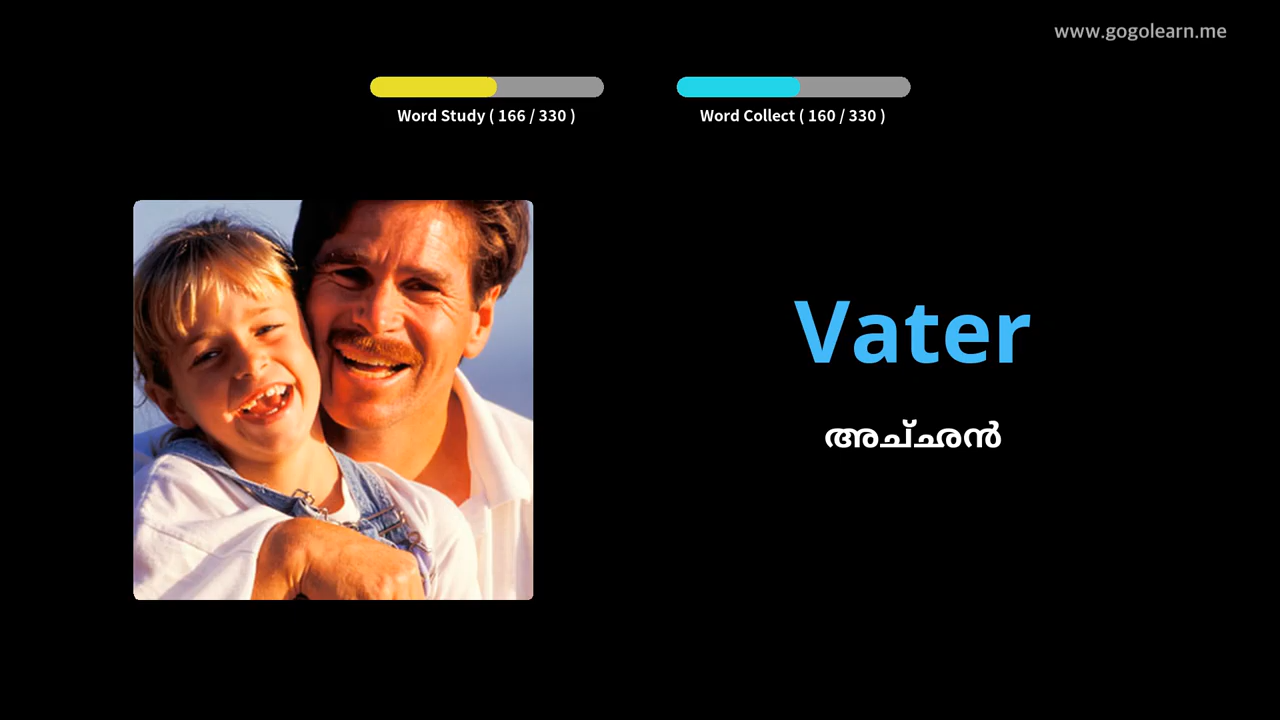 www.gogolearn.me
Word Study ( 166 / 330 )
Word Collect ( 160 / 330 )
Vater
അച്ഛൻ